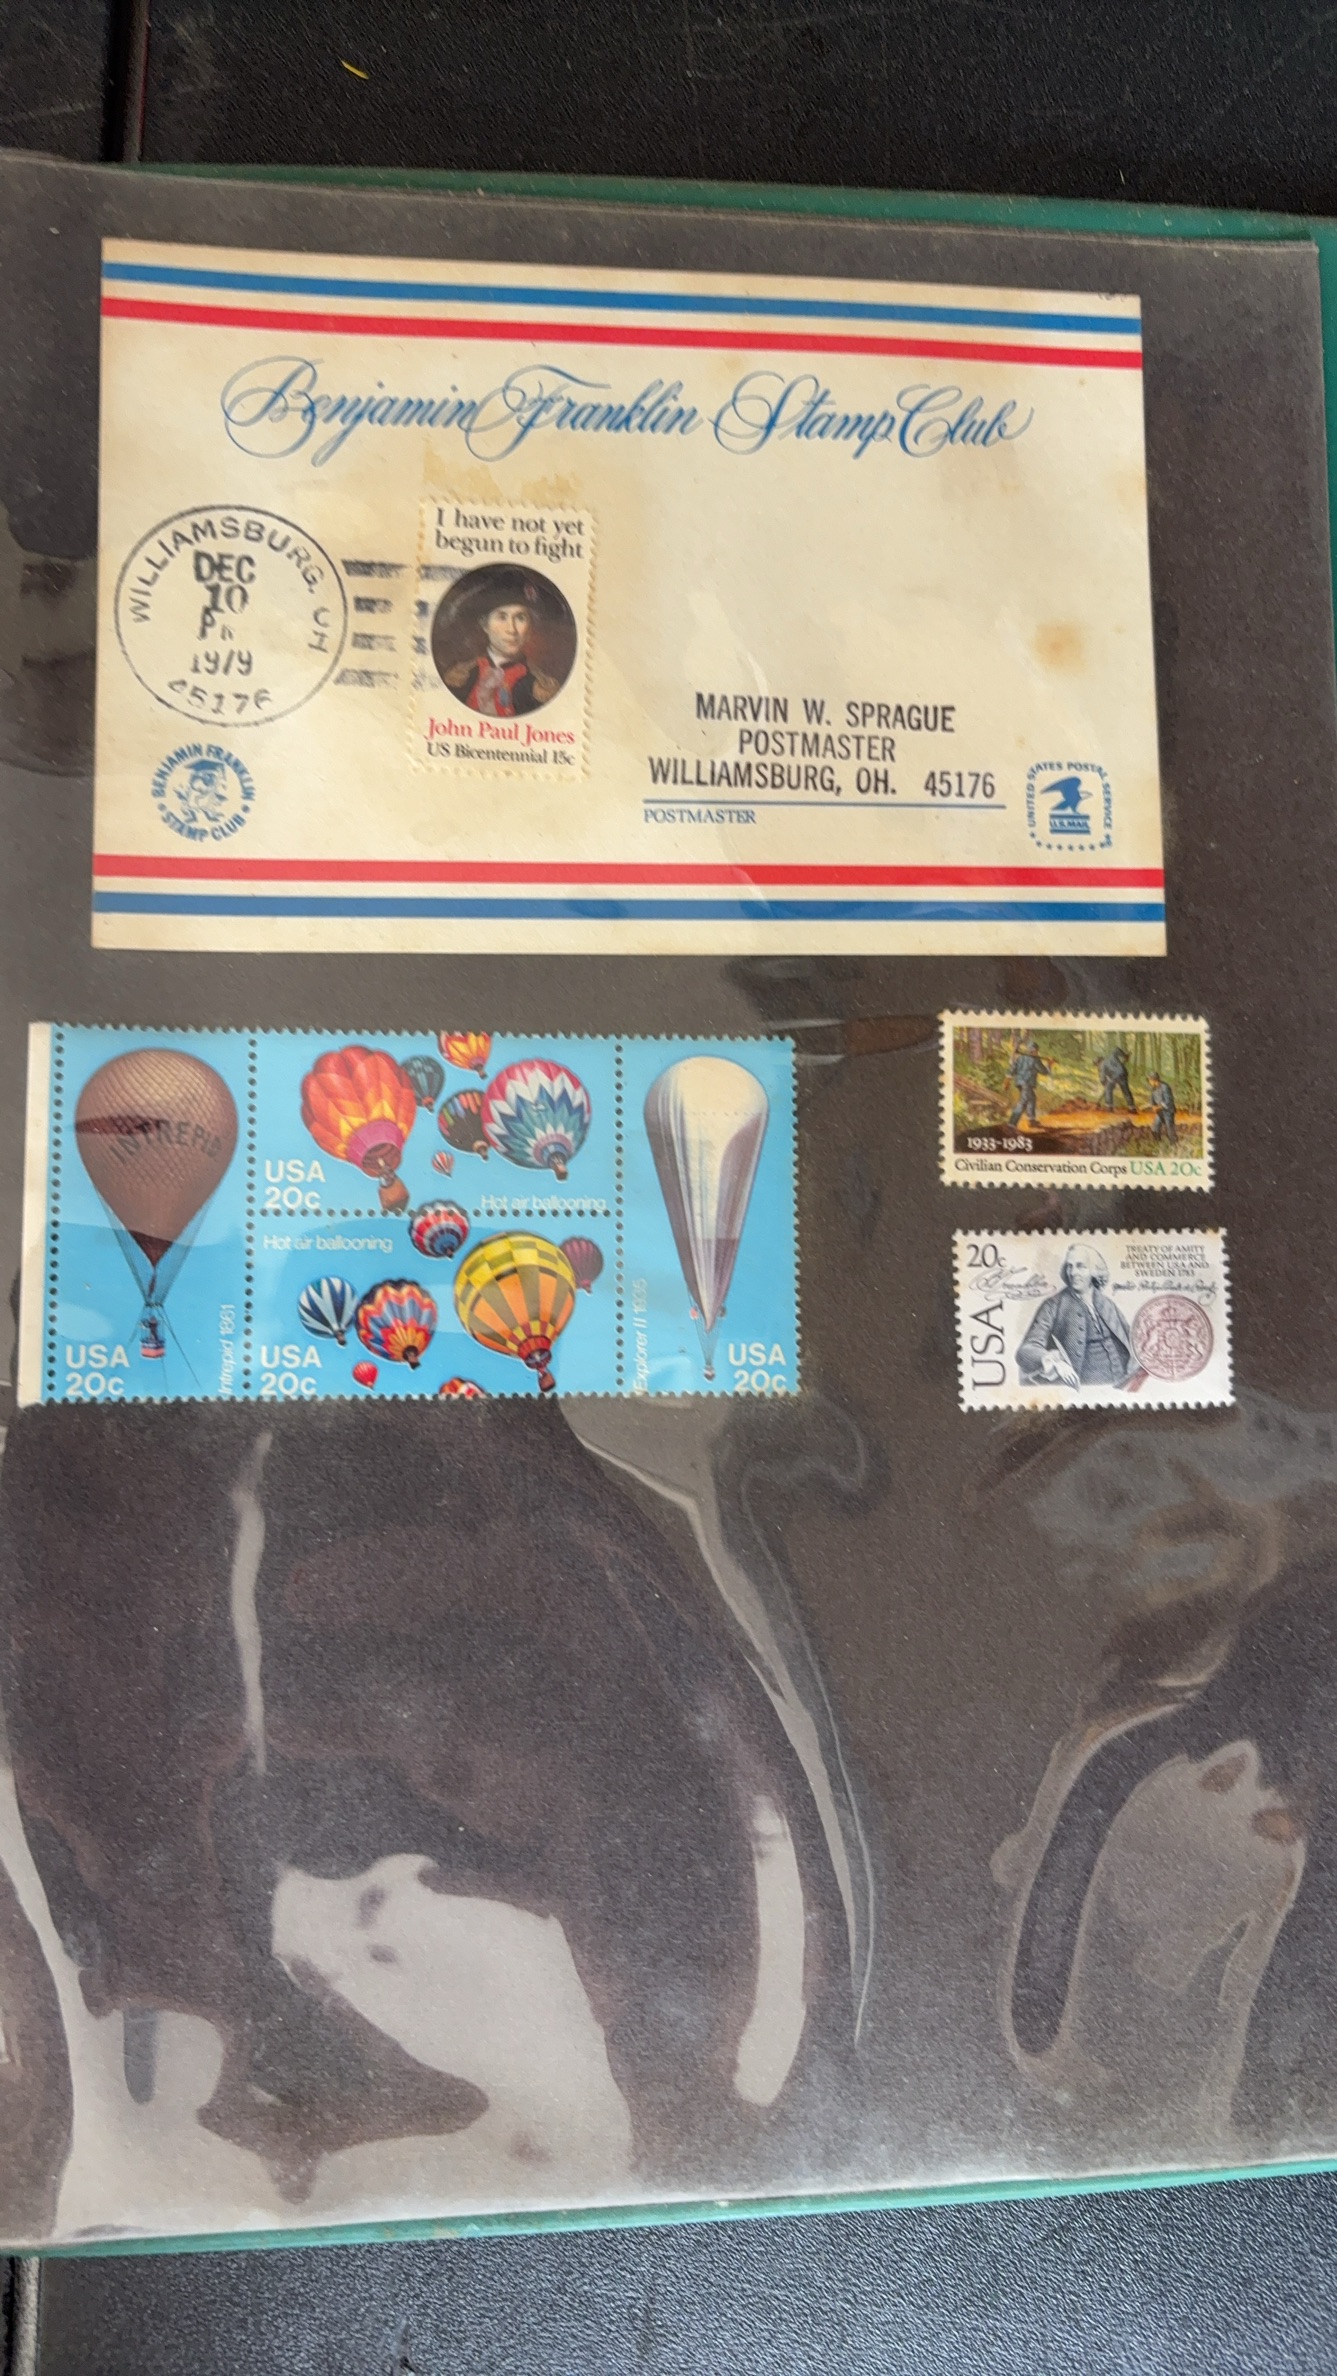 Benjamin Franklin Stamp Club
WILLIAMSBURG,
DEC
10
1979
45176
I have not yet
begun to fight
John Paul Jones
US Bicentennial 15c
MARVIN W. SPRAGUE
POSTMASTER
WILLIAMSBURG, OH. 45176
POSTMASTER
BENJAMIN FRANKLIN
STAMP CLUB
UNITED STATES POSTAL SERVICE
U.S. MAIL
INTREPID
USA
20c
Intrepid 1861
USA
20c
Hot air ballooning
Hot air ballooning
USA
20c
Explorer II 1935
USA
20c
1933-1983
Civilian Conservation Corps USA 20c
20c
USA
TREATY OF AMITY
AND COMMERCE
BETWEEN USA AND
SWEDEN 1783